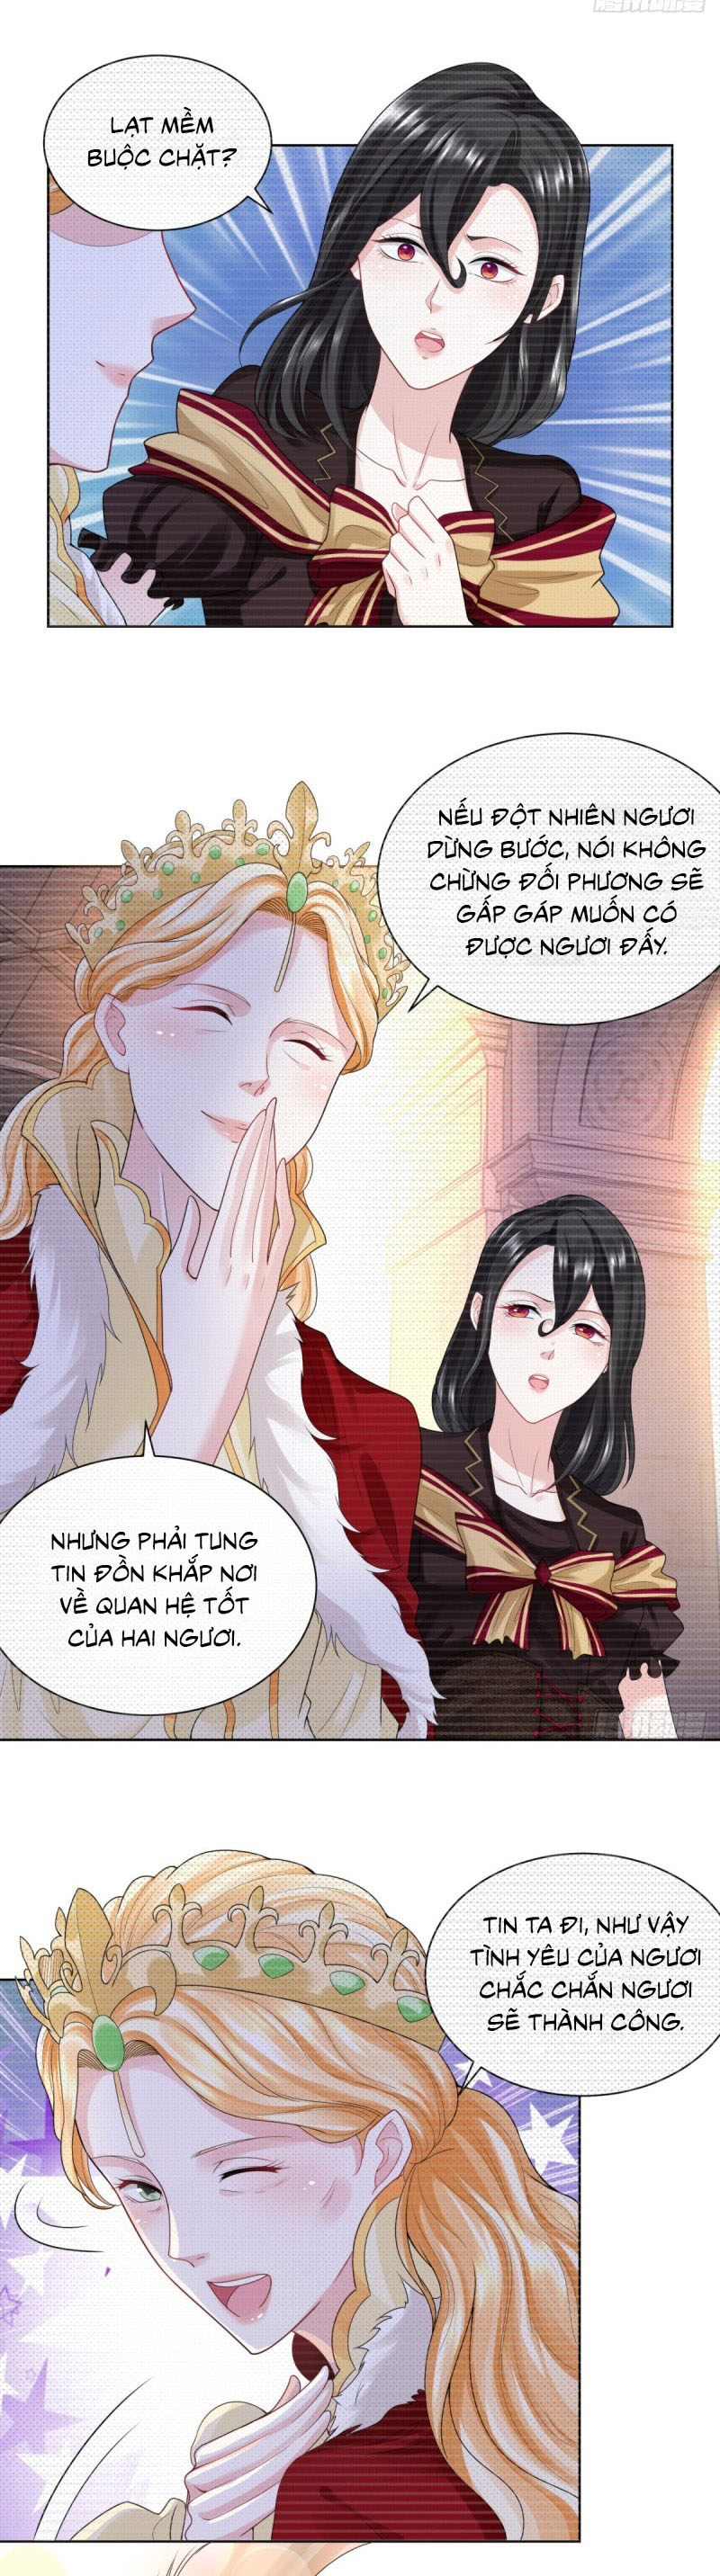 LẠT MỀM
BUỘC CHẶT?
NẾU ĐỘT NHIÊN NGƯƠI
DỪNG BƯỚC, NÓI KHÔNG
CHỪNG ĐỐI PHƯƠNG SẼ
GẤP GÁP MUỐN CÓ
ĐƯỢC NGƯƠI ĐẤY.
NHƯNG PHẢI TUNG
TIN ĐỒN KHẮP NƠI
VỀ QUAN HỆ TỐT
CỦA HAI NGƯƠI.
TIN TA ĐI, NHƯ VẬY
TÌNH YÊU CỦA NGƯƠI
CHẮC CHẮN NGƯƠI
SẼ THÀNH CÔNG.